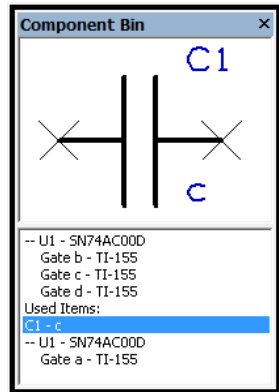 Component Bin
C1
c
-- U1 - SN74AC00D
Gate b - TI-155
Gate c - TI-155
Gate d - TI-155
Used Items:
C1 - c
-- U1 - SN74AC00D
Gate a - TI-155